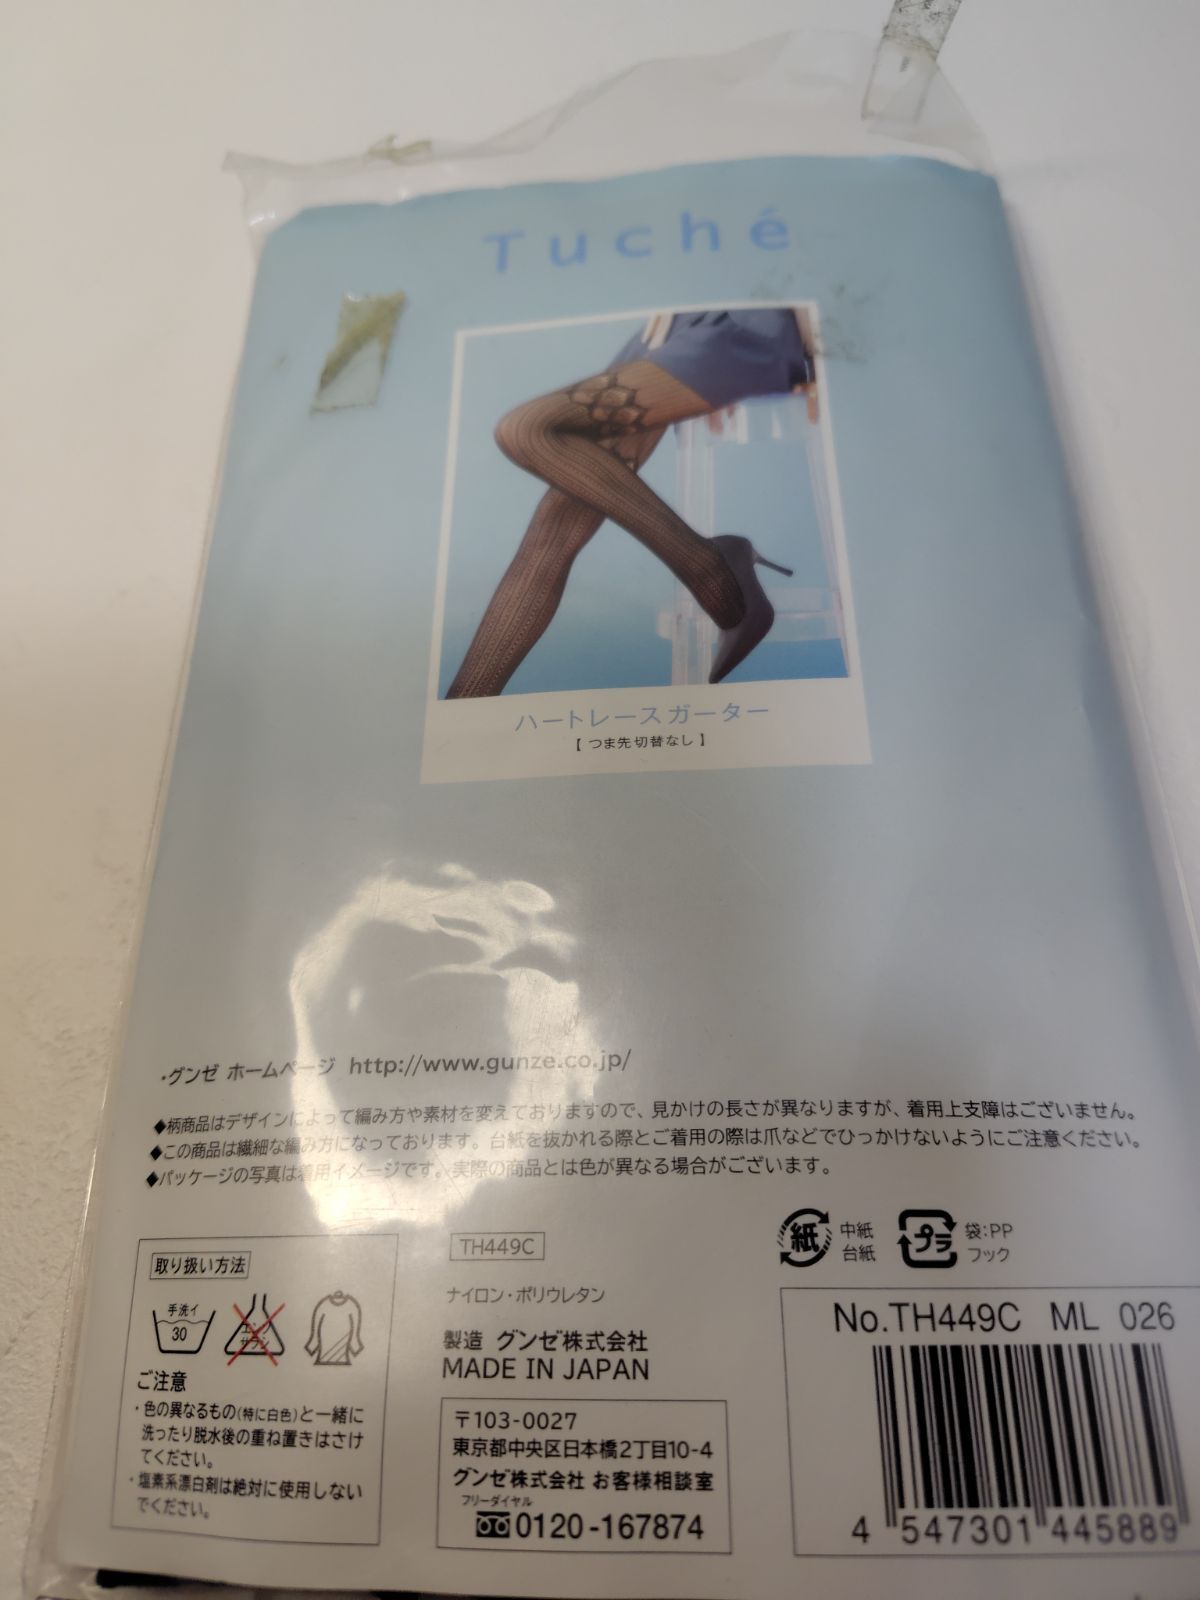 Tuché
ハートレースガーター
【 つま先切替なし 】
・グンゼ ホームページ http://www.gunze.co.jp/
◆柄商品はデザインによって編み方や素材を変えておりますので、見かけの長さが異なりますが、着用上支障はございません。
◆この商品は繊細な編み方になっております。台紙を抜かれる際とご着用の際は爪などでひっかけないようにご注意ください。
◆パッケージの写真は着用イメージです。実際の商品とは色が異なる場合がございます。
紙 中紙
台紙
プラ 袋:PP
フック
取り扱い方法
手洗イ
30
エンソ
サラシ
ご注意
・色の異なるもの(特に白色)と一緒に
洗ったり脱水後の重ね置きはさけ
てください。
・塩素系漂白剤は絶対に使用しない
でください。
TH449C
ナイロン・ポリウレタン
製造 グンゼ株式会社
MADE IN JAPAN
〒103-0027
東京都中央区日本橋2丁目10-4
グンゼ株式会社 お客様相談室
フリーダイヤル
0120-167874
No.TH449C ML 026
4 547301 445889